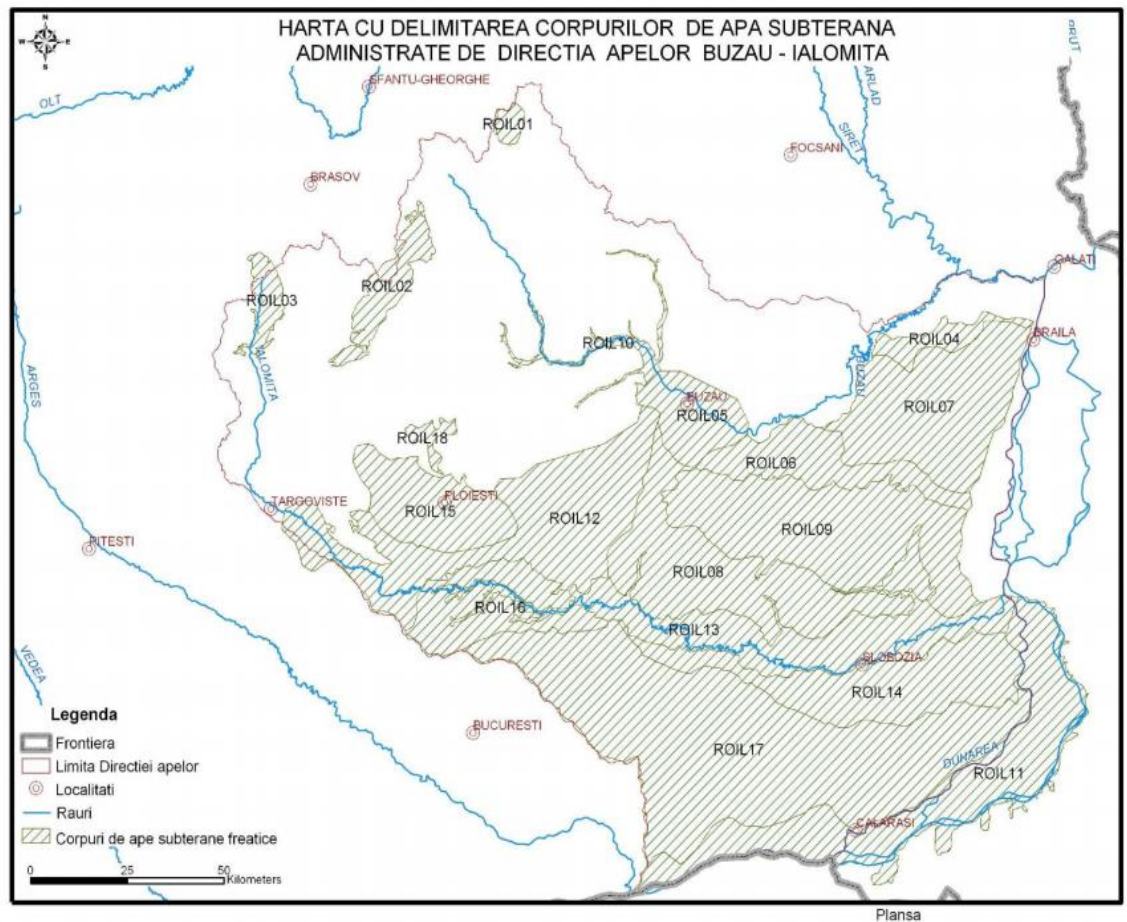 HARTA CU DELIMITAREA CORPURILOR DE APA SUBTERANA
ADMINISTRATE DE DIRECTIA APELOR BUZAU - IALOMITA
N
W
E
S
OLT
SFANTU-GHEORGHE
ARLAD
PRUT
ROIL01
SIRET
FOCSANI
BRASOV
GALATI
ROIL02
ROIL03
ROIL04
BRAILA
ROIL10
IALOMITA
BUZAU
ARGES
BUZAU
ROIL05
ROIL07
ROIL18
ROIL06
PLOIESTI
TARGOVISTE
ROIL15
ROIL12
ROIL09
PITESTI
ROIL08
ROIL16
ROIL13
SLOBOZIA
VEDEA
ROIL14
BUCURESTI
ROIL17
DUNAREA
ROIL11
CALARASI
Legenda
Frontiera
Limita Directiei apelor
Localitati
Rauri
Corpuri de ape subterane freatice
0 25 50
Kilometers
Plansa